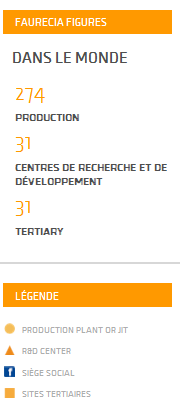 FAURECIA FIGURES
DANS LE MONDE
274
PRODUCTION
31
CENTRES DE RECHERCHE ET DE
DÉVELOPPEMENT
31
TERTIARY
LÉGENDE
PRODUCTION PLANT OR JIT
R&D CENTER
SIÈGE SOCIAL
SITES TERTIAIRES